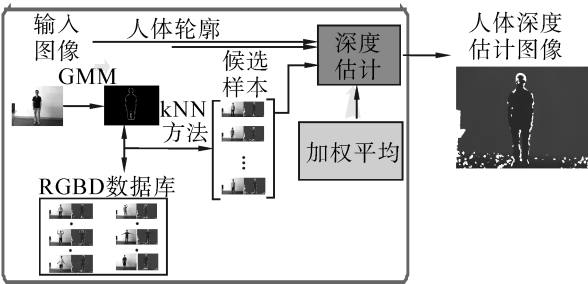 输入
图像
人体轮廓
GMM
候选
样本
kNN
方法
深度
估计
加权平均
RGBD数据库
人体深度
估计图像